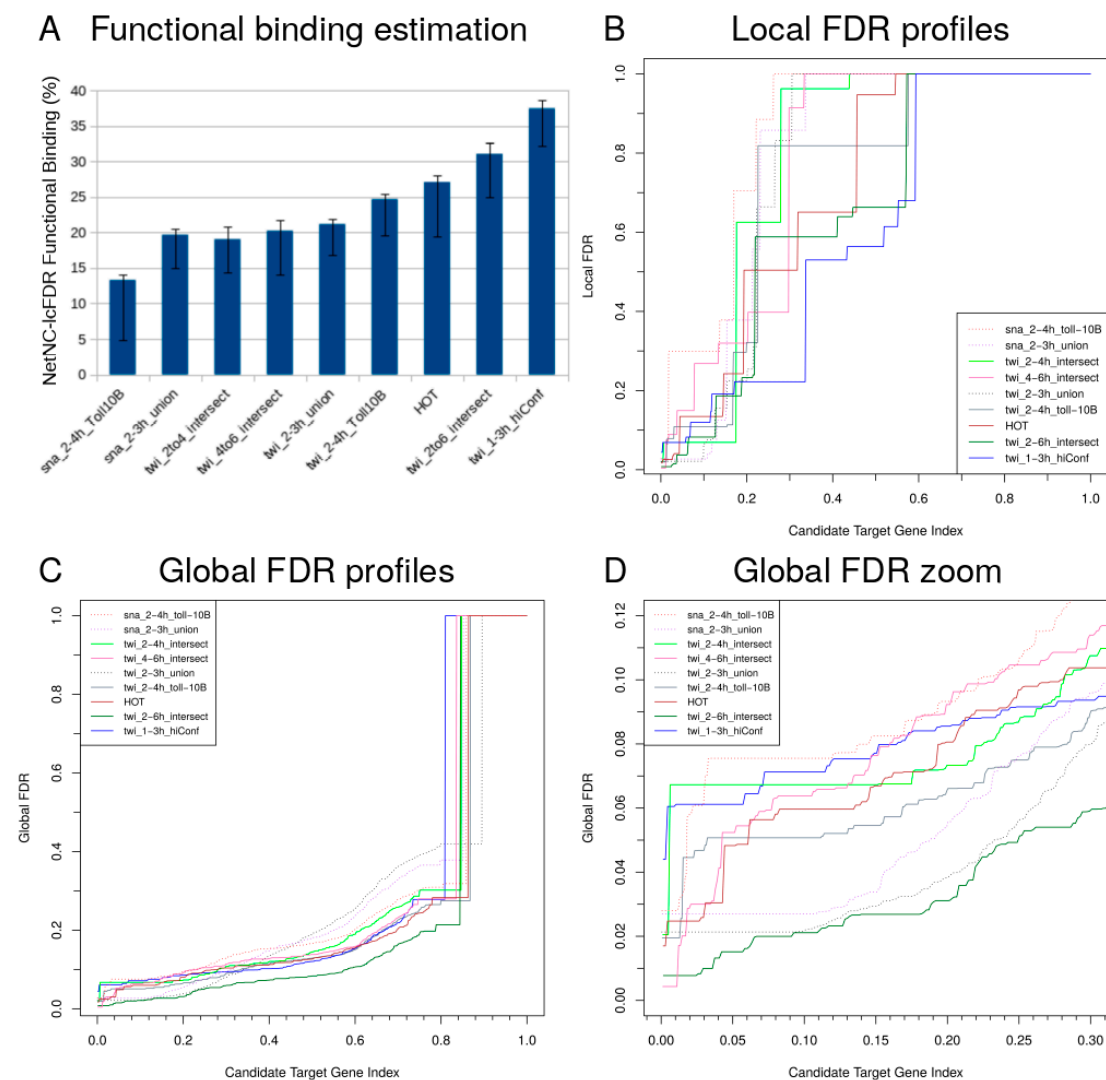 A Functional binding estimation
NetNC-lcFDR Functional Binding (%)
40
35
30
25
20
15
10
5
0
sna_2-4h_Toll10B
sna_2-3h_union
twi_2to4_intersect
twi_4to6_intersect
twi_2-3h_union
twi_2-4h_Toll10B
HOT
twi_2to6_intersect
twi_1-3h_hiConf
B Local FDR profiles
Local FDR
1.0
0.8
0.6
0.4
0.2
0.0
sna_2-4h_toll-10B
sna_2-3h_union
twi_2-4h_intersect
twi_4-6h_intersect
twi_2-3h_union
twi_2-4h_toll-10B
HOT
twi_2-6h_intersect
twi_1-3h_hiConf
0.0 0.2 0.4 0.6 0.8 1.0
Candidate Target Gene Index
C Global FDR profiles
sna_2-4h_toll-10B
sna_2-3h_union
twi_2-4h_intersect
twi_4-6h_intersect
twi_2-3h_union
twi_2-4h_toll-10B
HOT
twi_2-6h_intersect
twi_1-3h_hiConf
Global FDR
1.0
0.8
0.6
0.4
0.2
0.0
0.0 0.2 0.4 0.6 0.8 1.0
Candidate Target Gene Index
D Global FDR zoom
sna_2-4h_toll-10B
sna_2-3h_union
twi_2-4h_intersect
twi_4-6h_intersect
twi_2-3h_union
twi_2-4h_toll-10B
HOT
twi_2-6h_intersect
twi_1-3h_hiConf
Global FDR
0.12
0.10
0.08
0.06
0.04
0.02
0.00
0.00 0.05 0.10 0.15 0.20 0.25 0.30
Candidate Target Gene Index